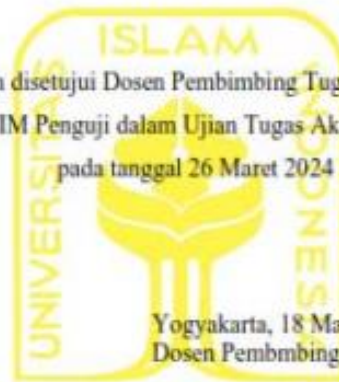 ISLAM
UNIVERSITAS
INDONES
disetujui Dosen Pembimbing Tug
IM Penguji dalam Ujian Tugas Ak
pada tanggal 26 Maret 2024
Yogyakarta, 18 Ma
Dosen Pembmbing